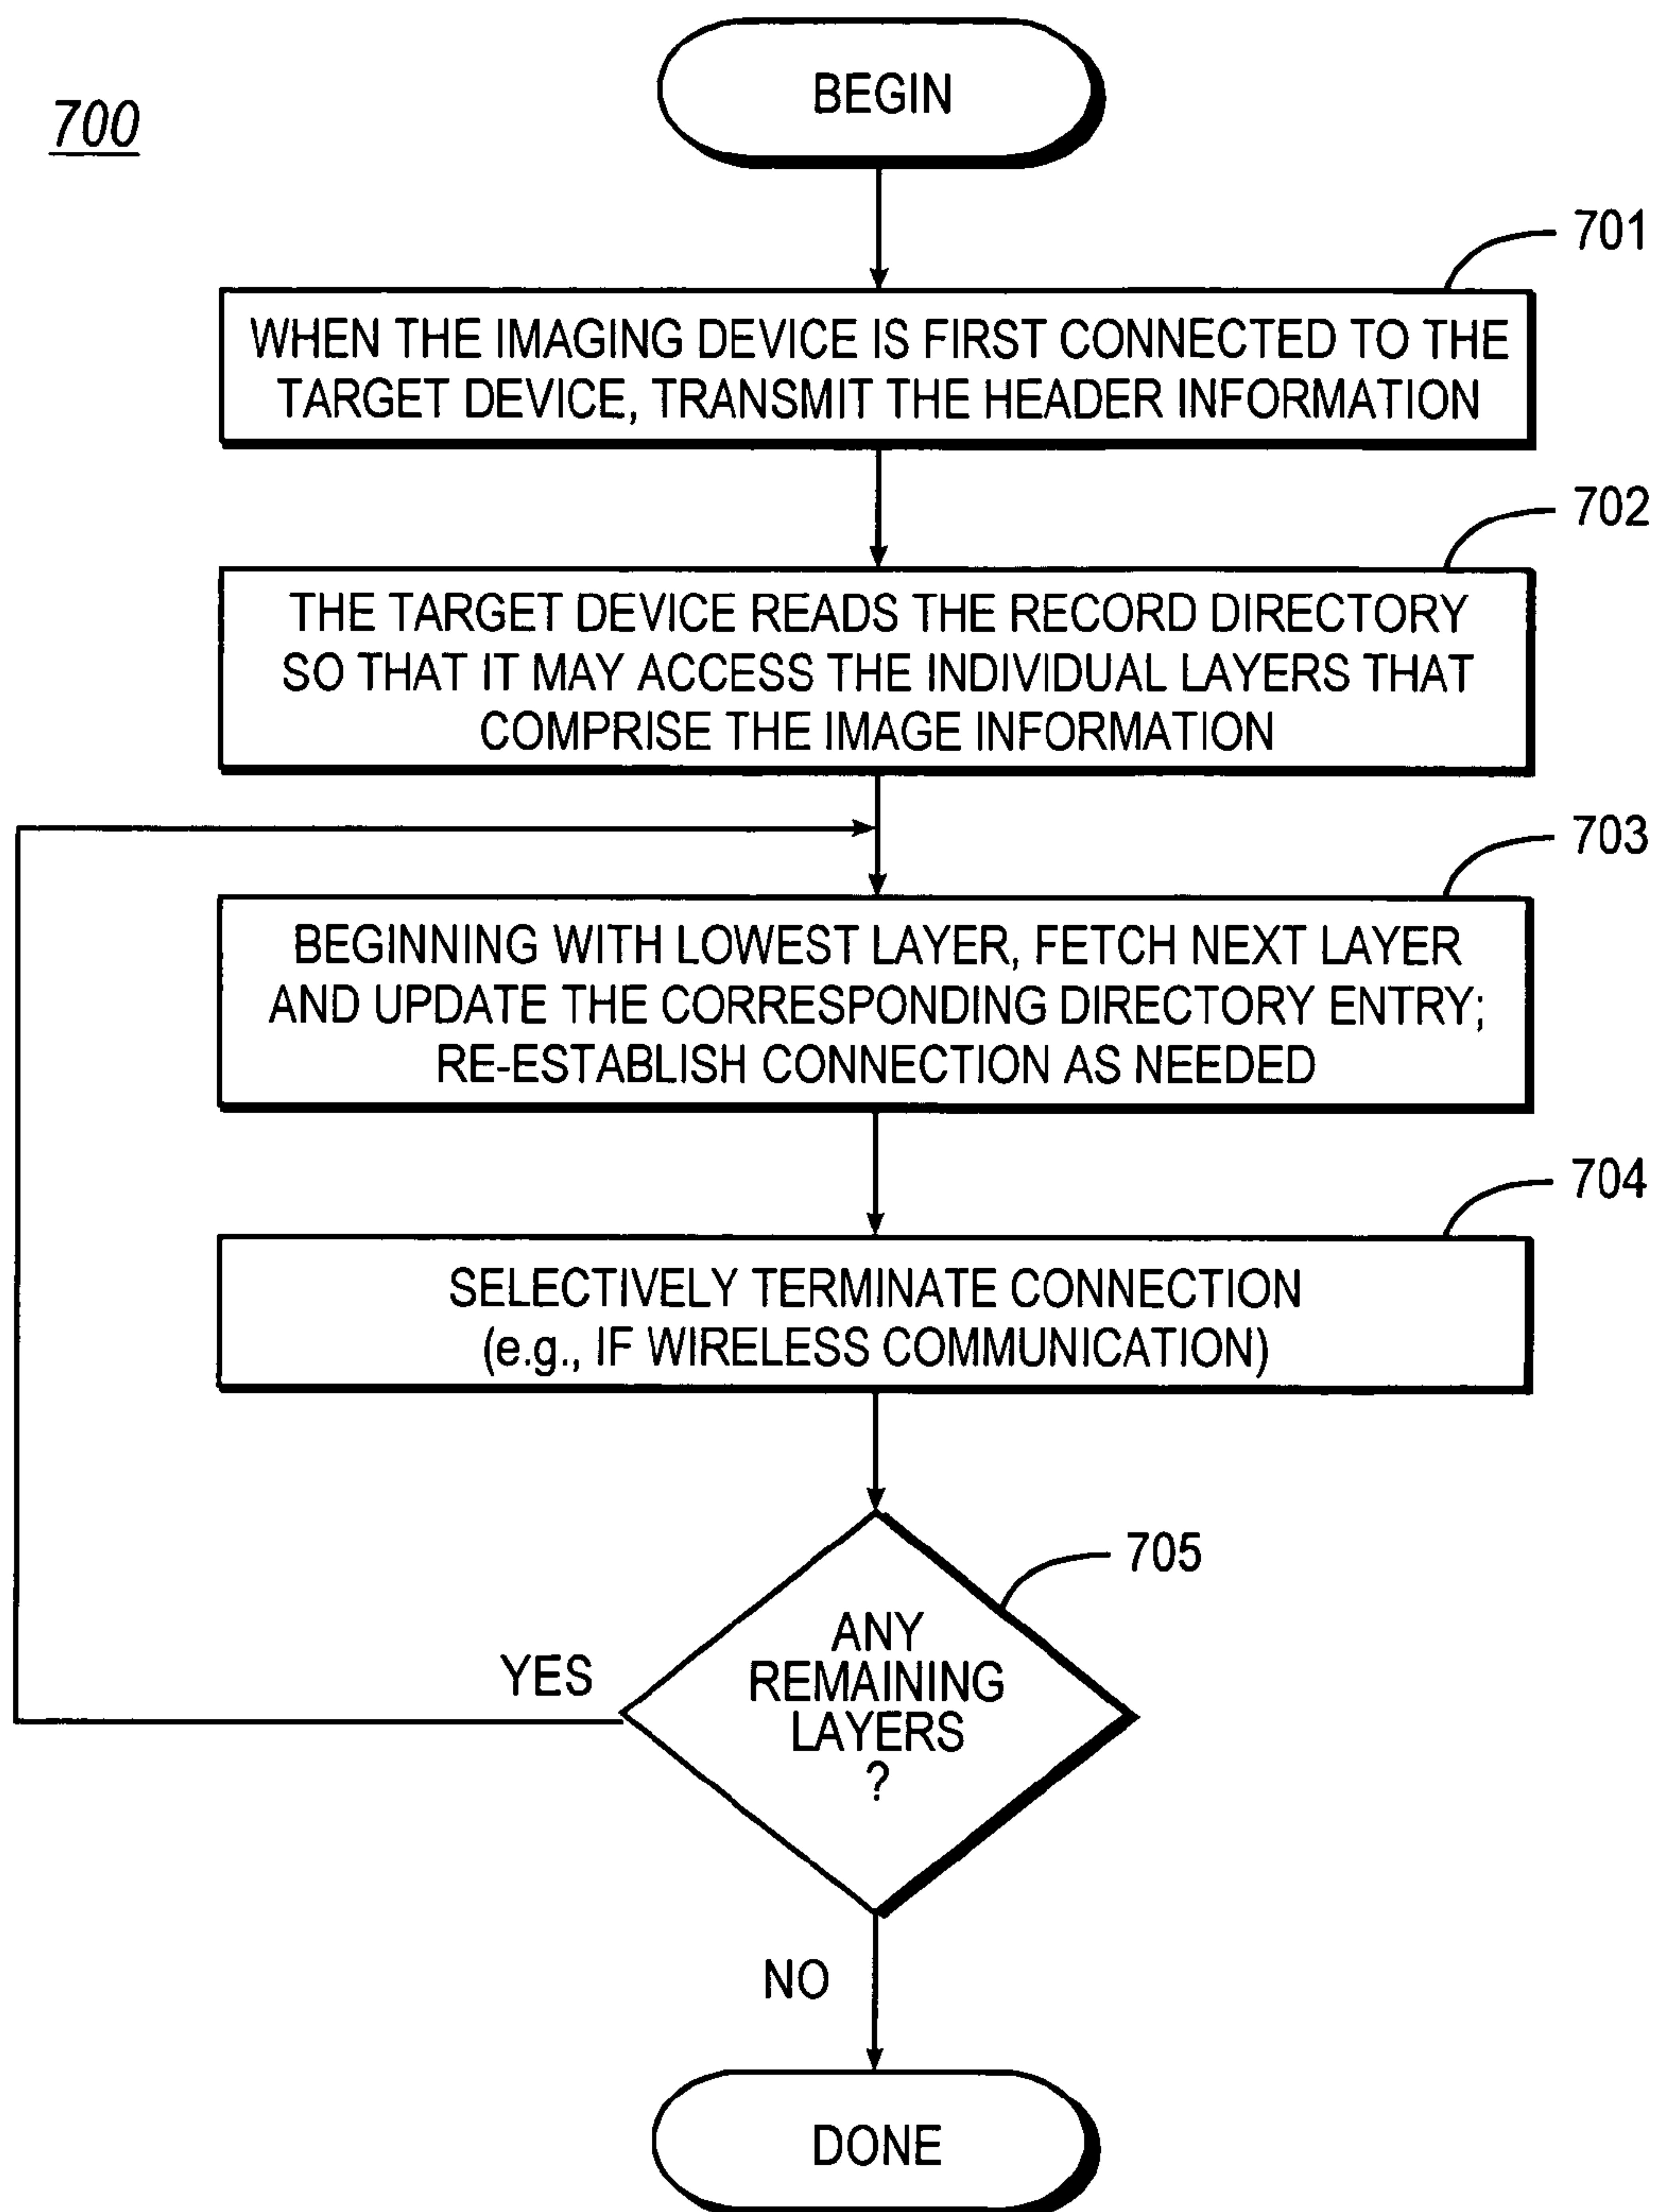 700
BEGIN
701
WHEN THE IMAGING DEVICE IS FIRST CONNECTED TO THE
TARGET DEVICE, TRANSMIT THE HEADER INFORMATION
702
THE TARGET DEVICE READS THE RECORD DIRECTORY
SO THAT IT MAY ACCESS THE INDIVIDUAL LAYERS THAT
COMPRISE THE IMAGE INFORMATION
703
BEGINNING WITH LOWEST LAYER, FETCH NEXT LAYER
AND UPDATE THE CORRESPONDING DIRECTORY ENTRY;
RE-ESTABLISH CONNECTION AS NEEDED
704
SELECTIVELY TERMINATE CONNECTION
(e.g., IF WIRELESS COMMUNICATION)
705
ANY
REMAINING
LAYERS
?
YES
NO
DONE